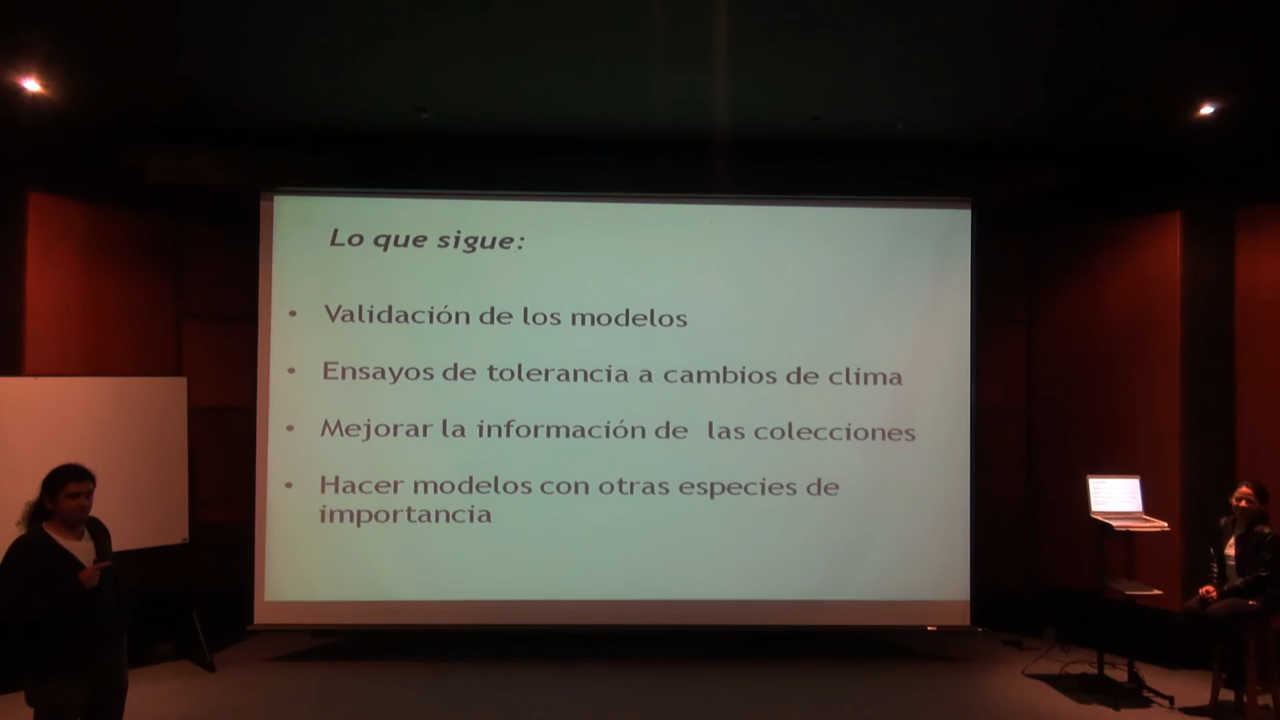 Lo que sigue:
• Validación de los modelos
• Ensayos de tolerancia a cambios de clima
• Mejorar la información de las colecciones
• Hacer modelos con otras especies de
importancia